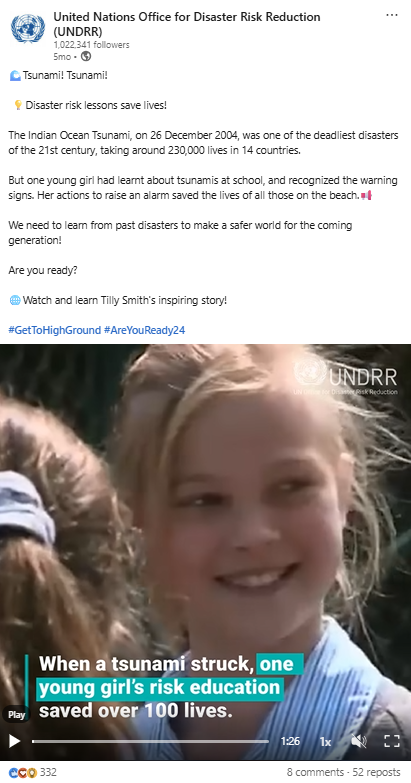 United Nations Office for Disaster Risk Reduction
(UNDRR)
1,022,341 followers
5mo •
🌊Tsunami! Tsunami!
💡Disaster risk lessons save lives!
The Indian Ocean Tsunami, on 26 December 2004, was one of the deadliest disasters
of the 21st century, taking around 230,000 lives in 14 countries.
But one young girl had learnt about tsunamis at school, and recognized the warning
signs. Her actions to raise an alarm saved the lives of all those on the beach.📢
We need to learn from past disasters to make a safer world for the coming
generation!
Are you ready?
🌐Watch and learn Tilly Smith's inspiring story!
#GetToHighGround #AreYouReady24
UNDRR
Disaster Risk Reduction
When a tsunami struck, one
young girl's risk education
saved over 100 lives.
Play
1:26 1x
332
8 comments · 52 reposts